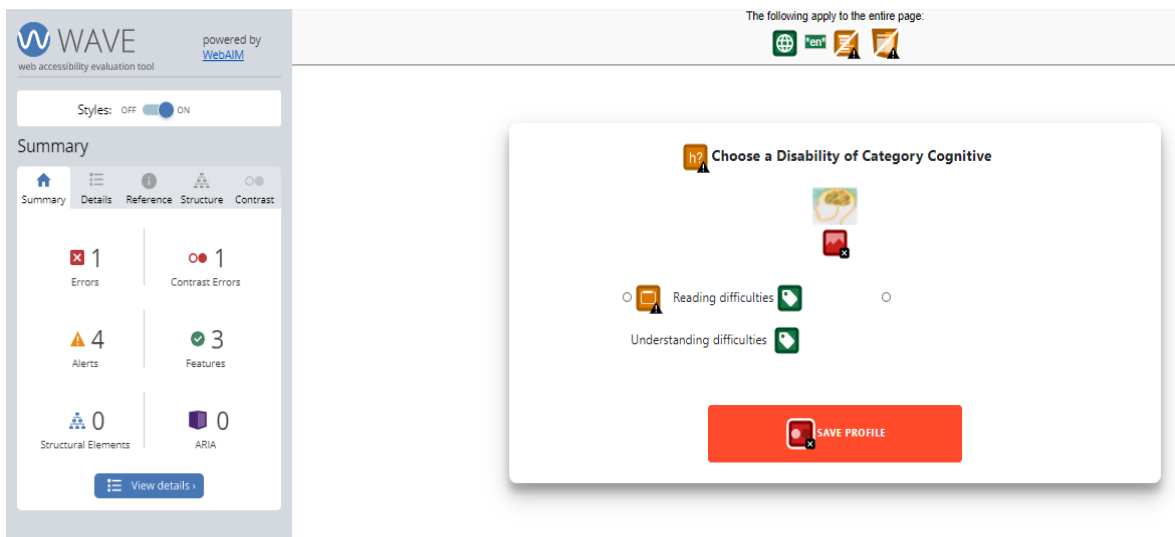 WAVE
powered by
WebAIM
web accessibility evaluation tool
Styles: OFF ON
Summary
Summary Details Reference Structure Contrast
1
Errors
1
Contrast Errors
4
Alerts
3
Features
0
Structural Elements
0
ARIA
View details ›
The following apply to the entire page:
*en*
h? Choose a Disability of Category Cognitive
Reading difficulties
Understanding difficulties
SAVE PROFILE